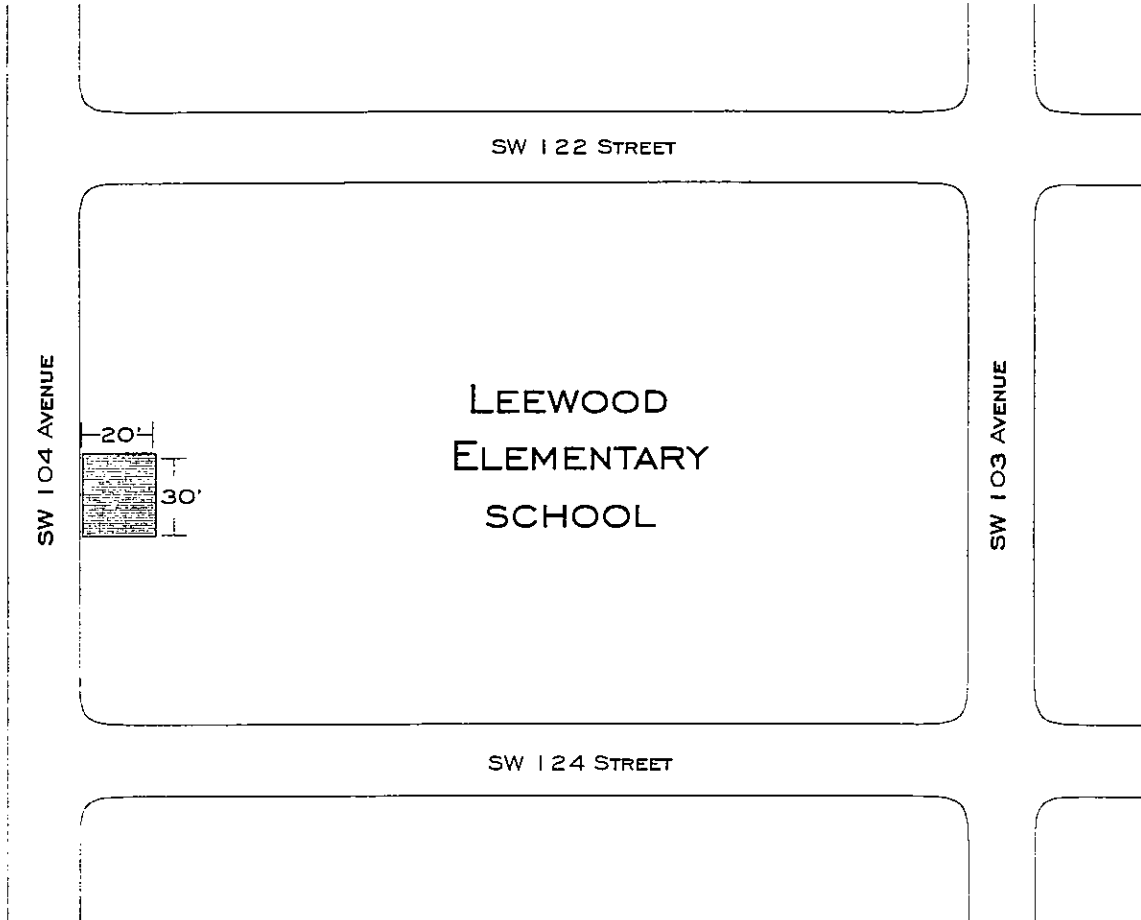 SW 122 STREET
SW 104 AVENUE
20'
30'
LEEWOOD
ELEMENTARY
SCHOOL
SW 103 AVENUE
SW 124 STREET